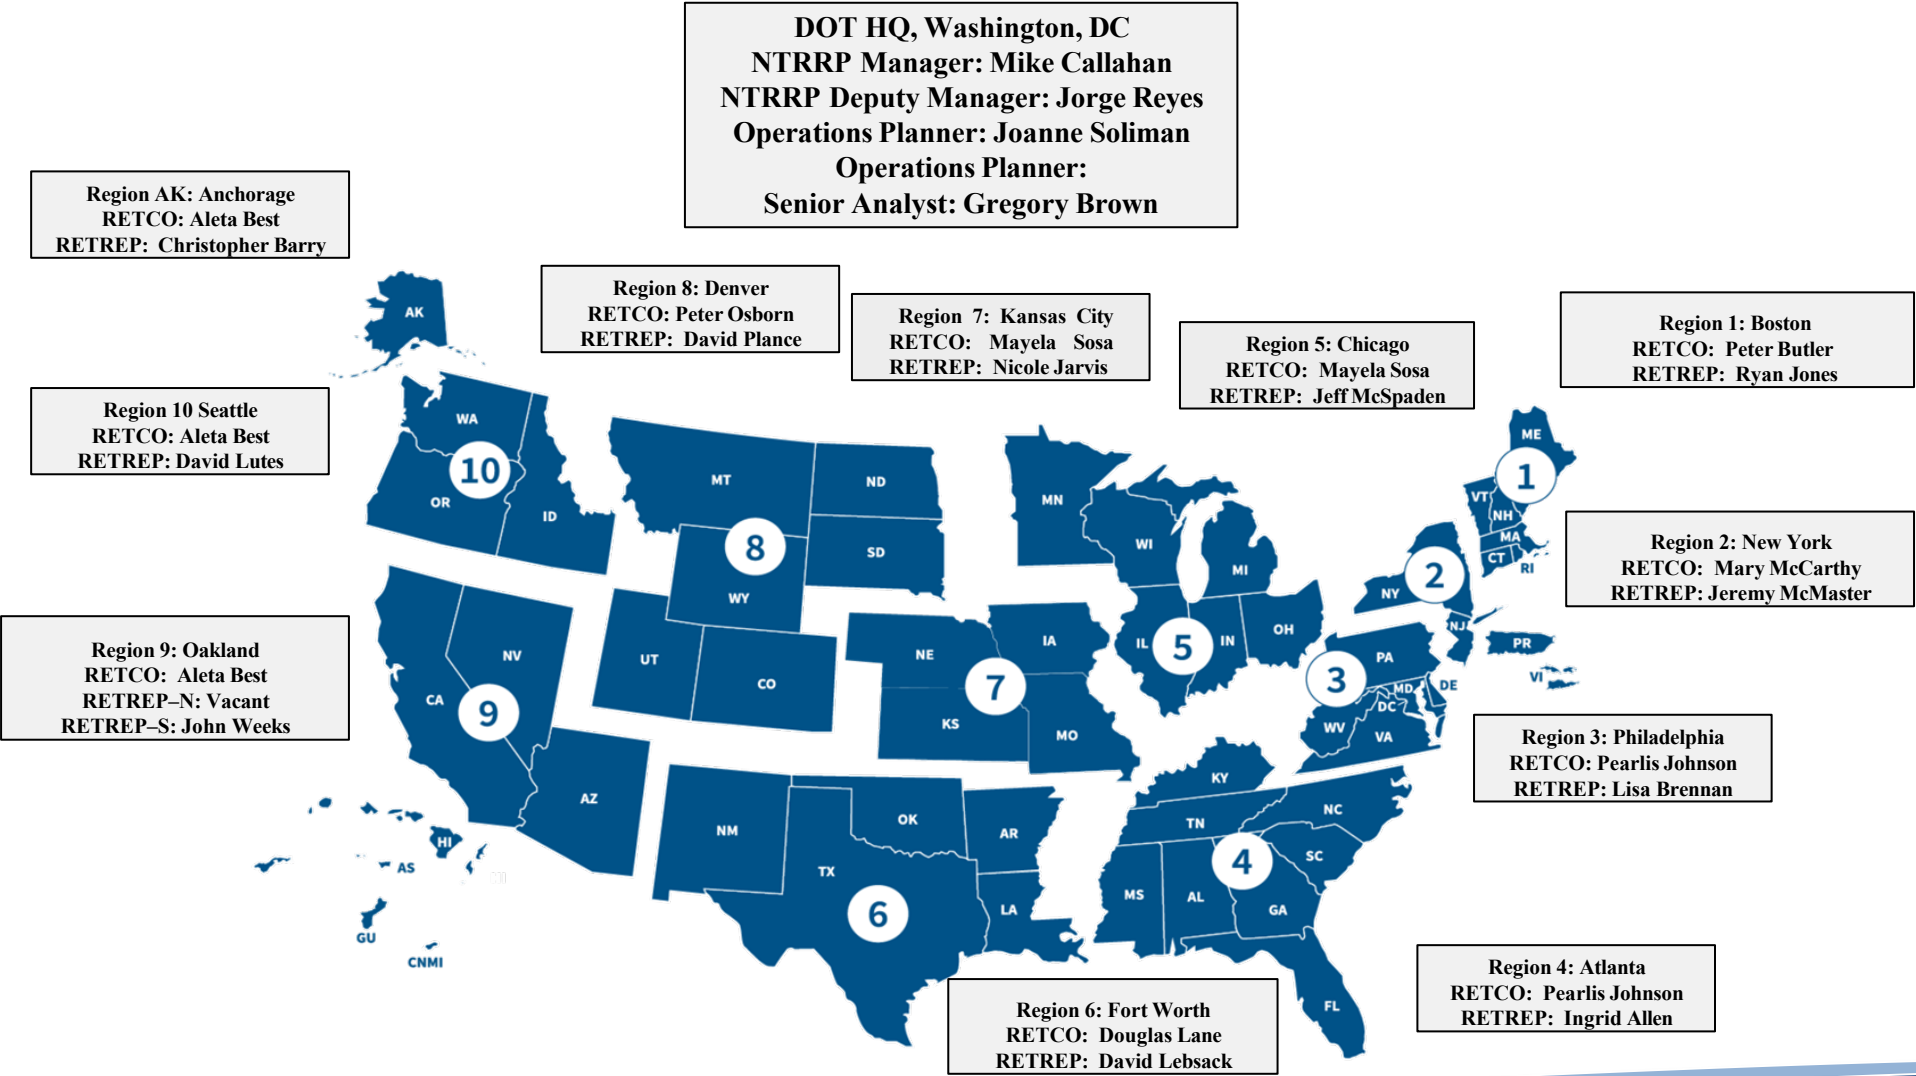 DOT HQ, Washington, DC
NTRRP Manager: Mike Callahan
NTRRP Deputy Manager: Jorge Reyes
Operations Planner: Joanne Soliman
Operations Planner:
Senior Analyst: Gregory Brown
Region AK: Anchorage
RETCO: Aleta Best
RETREP: Christopher Barry
Region 8: Denver
RETCO: Peter Osborn
RETREP: David Plance
Region 7: Kansas City
RETCO: Mayela Sosa
RETREP: Nicole Jarvis
Region 5: Chicago
RETCO: Mayela Sosa
RETREP: Jeff McSpaden
Region 1: Boston
RETCO: Peter Butler
RETREP: Ryan Jones
Region 10 Seattle
RETCO: Aleta Best
RETREP: David Lutes
Region 2: New York
RETCO: Mary McCarthy
RETREP: Jeremy McMaster
Region 9: Oakland
RETCO: Aleta Best
RETREP–N: Vacant
RETREP–S: John Weeks
Region 3: Philadelphia
RETCO: Pearlis Johnson
RETREP: Lisa Brennan
Region 4: Atlanta
RETCO: Pearlis Johnson
RETREP: Ingrid Allen
Region 6: Fort Worth
RETCO: Douglas Lane
RETREP: David Lebsack
AK
WA
10
OR
ID
MT
ND
8
SD
WY
UT
CO
NV
CA
9
AZ
HI
AS
GU
CNMI
NE
IA
7
KS
MO
MN
WI
MI
IL
5
IN
OH
ME
1
VT
NH
MA
CT
RI
2
NY
NJ
PR
VI
PA
3
MD
DE
DC
WV
VA
KY
TN
NC
4
SC
MS
AL
GA
FL
NM
OK
AR
TX
LA
6